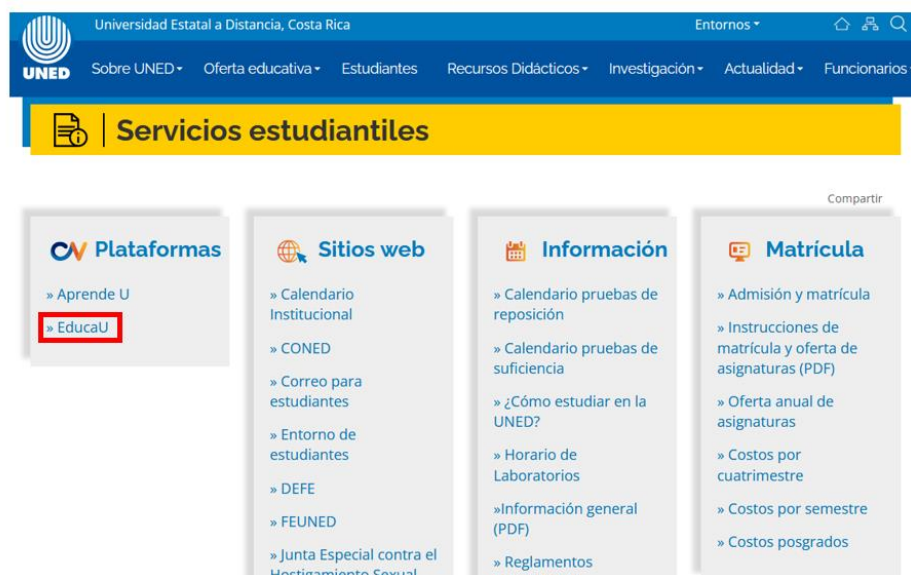 Universidad Estatal a Distancia, Costa Rica
Entornos
UNED
Sobre UNED
Oferta educativa
Estudiantes
Recursos Didácticos
Investigación
Actualidad
Funcionarios
Servicios estudiantiles
Compartir
Plataformas
» Aprende U
» EducaU
Sitios web
» Calendario
Institucional
» CONED
» Correo para
estudiantes
» Entorno de
estudiantes
» DEFE
» FEUNED
» Junta Especial contra el
Hostigamiento Sexual
Información
» Calendario pruebas de
reposición
» Calendario pruebas de
suficiencia
» ¿Cómo estudiar en la
UNED?
» Horario de
Laboratorios
»Información general
(PDF)
» Reglamentos
Matrícula
» Admisión y matrícula
» Instrucciones de
matrícula y oferta de
asignaturas (PDF)
» Oferta anual de
asignaturas
» Costos por
cuatrimestre
» Costos por semestre
» Costos posgrados